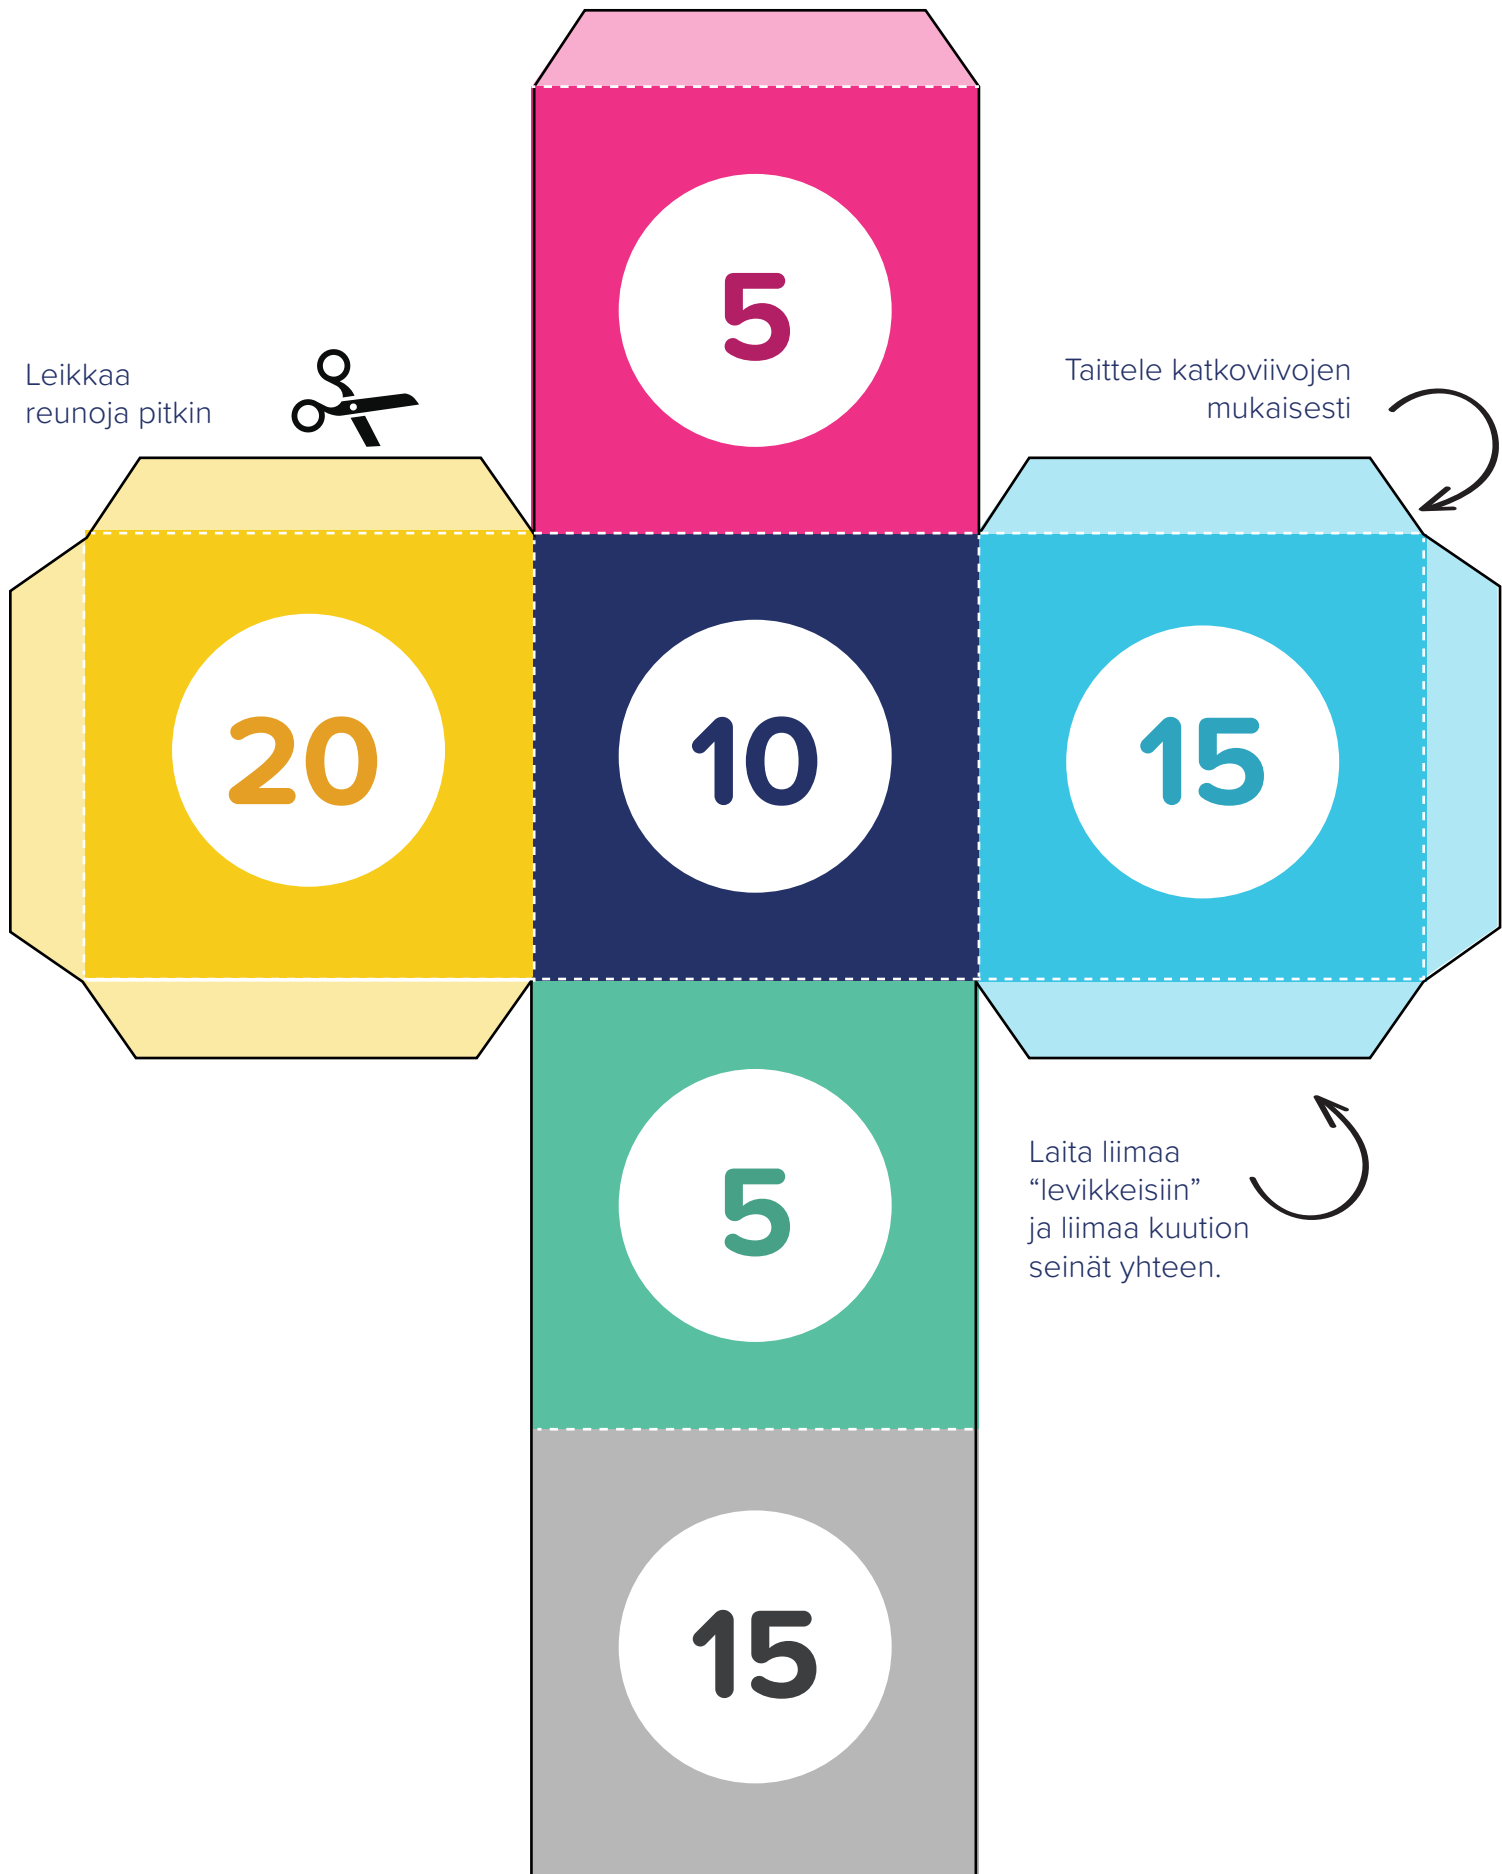 5
Leikkaa
reunoja pitkin
Taittele katkoviivojen
mukaisesti
20
10
15
5
Laita liimaa
“levikkeisiin”
ja liimaa kuution
seinät yhteen.
15